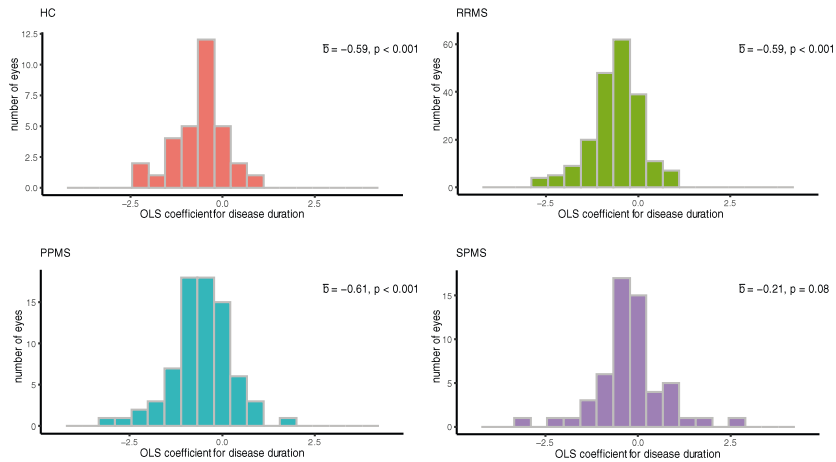 HC
b̅ = −0.59, p < 0.001
12.5
10.0
7.5
5.0
2.5
0.0
number of eyes
−2.5 0.0 2.5
OLS coefficient for disease duration
RRMS
b̅ = −0.59, p < 0.001
60
40
20
0
number of eyes
−2.5 0.0 2.5
OLS coefficient for disease duration
PPMS
b̅ = −0.61, p < 0.001
15
10
5
0
number of eyes
−2.5 0.0 2.5
OLS coefficient for disease duration
SPMS
b̅ = −0.21, p = 0.08
15
10
5
0
number of eyes
−2.5 0.0 2.5
OLS coefficient for disease duration